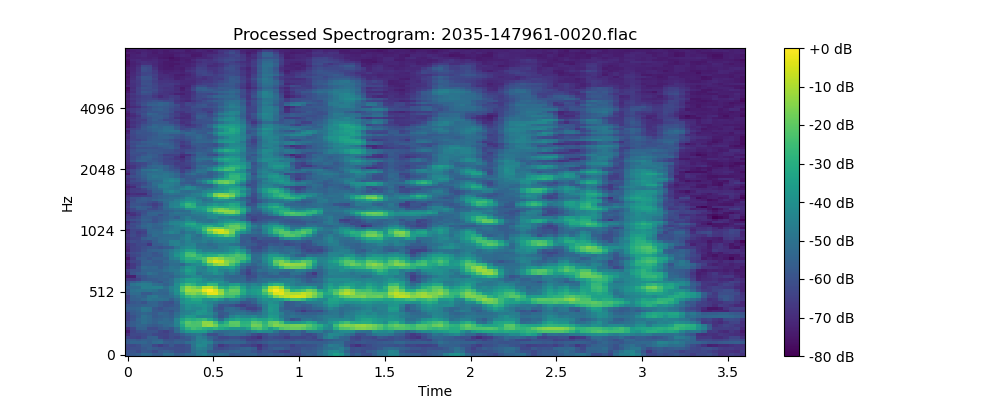 Processed Spectrogram: 2035-147961-0020.flac
Hz
4096
2048
1024
512
0
0
0.5
1
1.5
2
2.5
3
3.5
Time
+0 dB
-10 dB
-20 dB
-30 dB
-40 dB
-50 dB
-60 dB
-70 dB
-80 dB